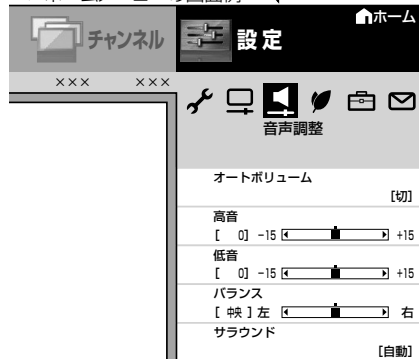 ホーム
チャンネル
設定
××× ×××
音声調整
オートボリューム
[切]
高音
[ 0] -15 +15
低音
[ 0] -15 +15
バランス
[中央]左 右
サラウンド
[自動]